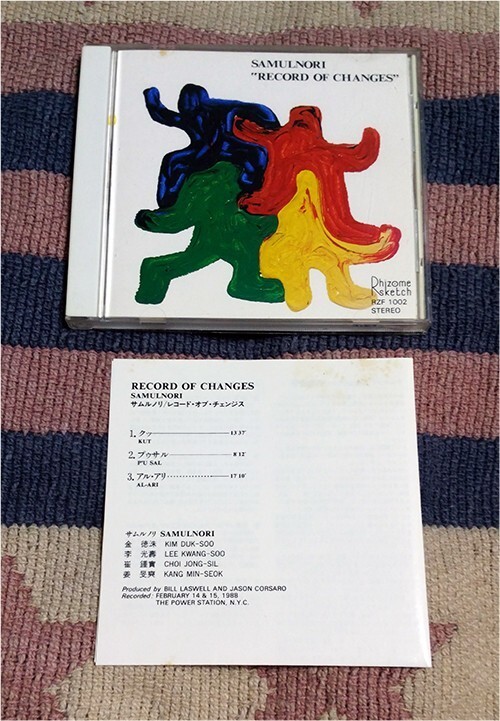 SAMULNORI
"RECORD OF CHANGES"
Rhizome
sketch
RZF 1002
STEREO
RECORD OF CHANGES
SAMULNORI
サムルノリ/レコード・オブ・チェンジス
1. クッ 13'37"
KUT
2. プゥサル 8'12"
P'U SAL
3. アル・アリ 17'10"
AL-ARI
サムルノリ SAMULNORI
金 徳洙 KIM DUK-SOO
李 光壽 LEE KWANG-SOO
崔 鍾實 CHOI JONG-SIL
姜 旻奭 KANG MIN-SEOK
Produced by BILL LASWELL AND JASON CORSARO
Recorded: FEBRUARY 14 & 15, 1988
THE POWER STATION, N.Y.C.